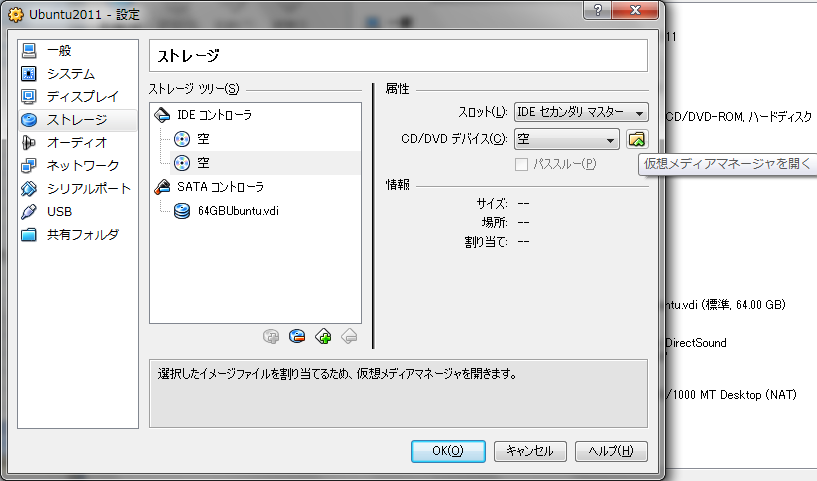 Ubuntu2011 - 設定
一般
システム
ディスプレイ
ストレージ
オーディオ
ネットワーク
シリアルポート
USB
共有フォルダ
ストレージ
ストレージ ツリー(S)
IDE コントローラ
空
空
SATA コントローラ
64GBUbuntu.vdi
属性
スロット(L): IDE セカンダリ マスター
CD/DVD デバイス(C): 空
パススルー(P)
情報
サイズ: --
場所: --
割り当て: --
選択したイメージファイルを割り当てるため、仮想メディアマネージャを開きます。
OK(O)
キャンセル
ヘルプ(H)
11
CD/DVD-ROM, ハードディスク
仮想メディアマネージャを開く
ntu.vdi (標準, 64.00 GB)
DirectSound
/1000 MT Desktop (NAT)